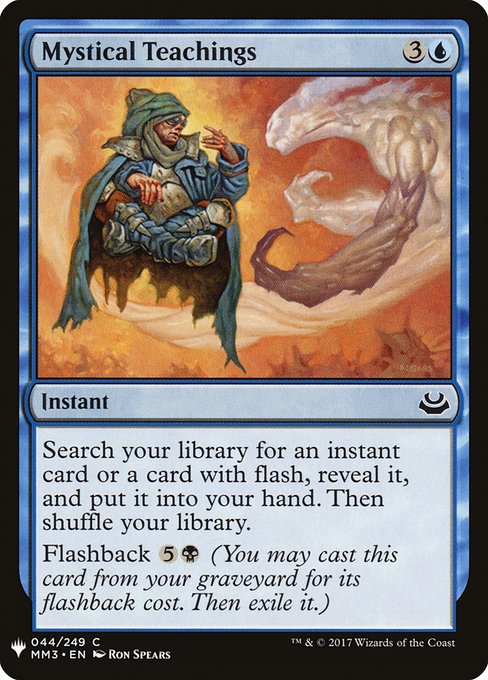 Mystical Teachings 3
Instant
Search your library for an instant
card or a card with flash, reveal it,
and put it into your hand. Then
shuffle your library.
Flashback 5 (You may cast this
card from your graveyard for its
flashback cost. Then exile it.)
044/249 C
MM3 • EN Ron Spears
™ & © 2017 Wizards of the Coast